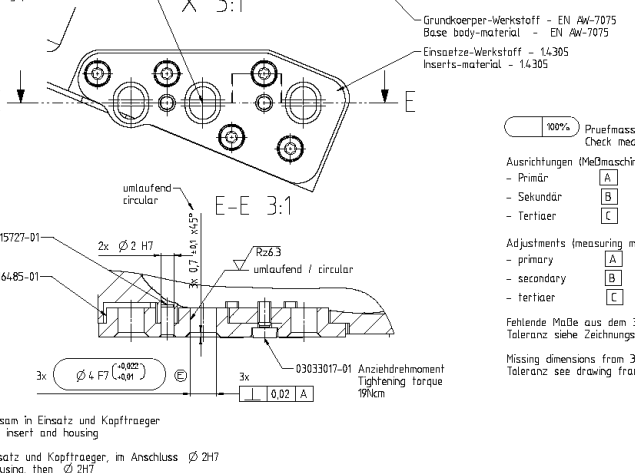 X 3:1
Grundkoerper-Werkstoff - EN AW-7075
Base body-material - EN AW-7075
Einsaetze-Werkstoff - 1.4305
Inserts-material - 1.4305
E
100% Pruefmass
Check mea
Ausrichtungen (Meßmaschin
- Primär A
- Sekundär B
- Tertiaer C
umlaufend
circular
E-E 3:1
15727-01
2x Ø 2 H7
3x 0,7 ±0,1 x45°
Rz6.3
umlaufend / circular
6485-01
Adjustments (measuring m
- primary A
- secondary B
- tertiaer C
Fehlende Maße aus dem 3
Toleranz siehe Zeichnungs
Missing dimensions from 3
Toleranz see drawing fra
3x Ø 4 F7 (+0,022 +0,01) E
3x
⊥ 0,02 A
03033017-01 Anziehdrehmoment
Tightening torque
19Ncm
sam in Einsatz und Kopftraeger
insert and housing
satz und Kopftraeger, im Anschluss Ø 2H7
using, then Ø 2H7